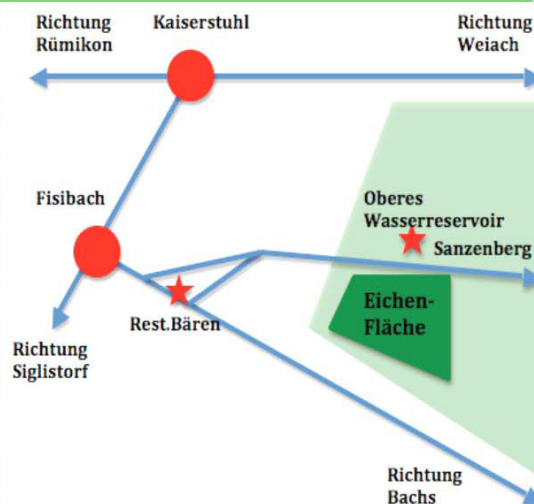 Richtung
Rümikon
Kaiserstuhl
Richtung
Weiach
Fisibach
Oberes
Wasserreservoir
Sanzenberg
Eichen-
Fläche
Rest.Bären
Richtung
Siglistorf
Richtung
Bachs